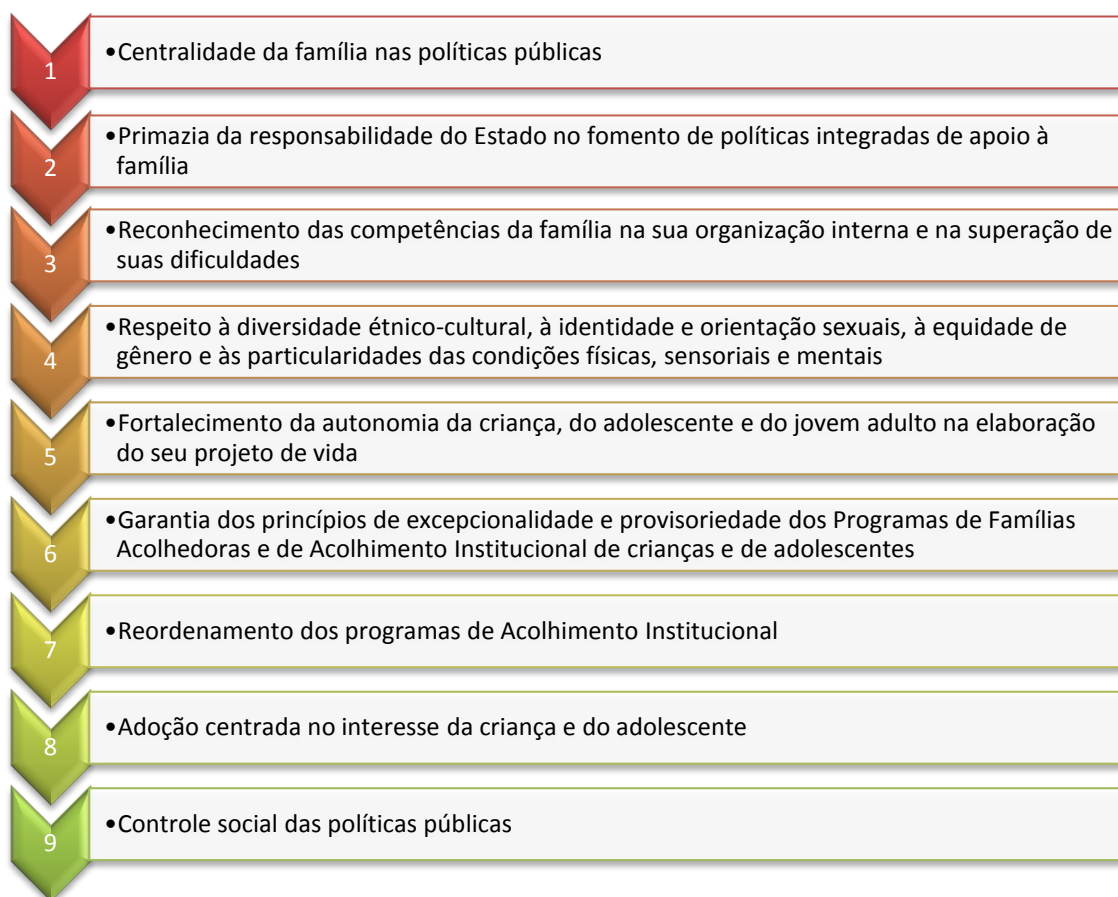 1
•Centralidade da família nas políticas públicas
2
•Primazia da responsabilidade do Estado no fomento de políticas integradas de apoio à
família
3
•Reconhecimento das competências da família na sua organização interna e na superação de
suas dificuldades
4
•Respeito à diversidade étnico-cultural, à identidade e orientação sexuais, à equidade de
gênero e às particularidades das condições físicas, sensoriais e mentais
5
•Fortalecimento da autonomia da criança, do adolescente e do jovem adulto na elaboração
do seu projeto de vida
6
•Garantia dos princípios de excepcionalidade e provisoriedade dos Programas de Famílias
Acolhedoras e de Acolhimento Institucional de crianças e de adolescentes
7
•Reordenamento dos programas de Acolhimento Institucional
8
•Adoção centrada no interesse da criança e do adolescente
9
•Controle social das políticas públicas